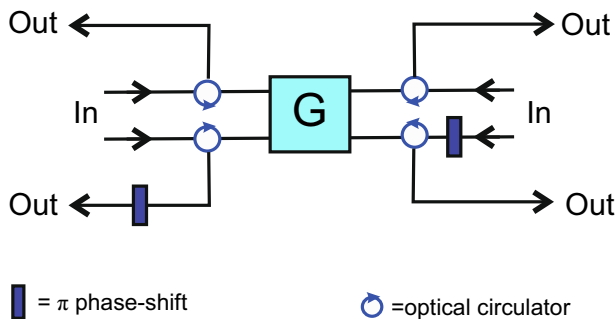 Out
Out
In
G
In
Out
Out
= π phase-shift
=optical circulator